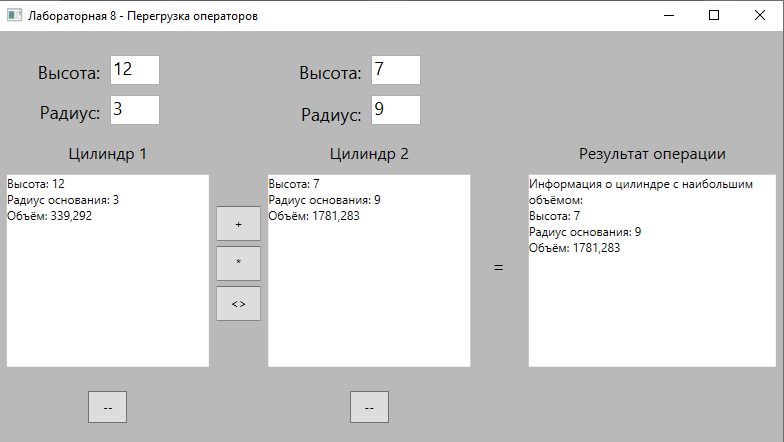 Лабораторная 8 - Перегрузка операторов
Высота: 12
Высота: 7
Радиус: 3
Радиус: 9
Цилиндр 1
Цилиндр 2
Результат операции
Высота: 12
Радиус основания: 3
Объём: 339,292
+
*
<>
Высота: 7
Радиус основания: 9
Объём: 1781,283
=
Информация о цилиндре с наибольшим
объёмом:
Высота: 7
Радиус основания: 9
Объём: 1781,283
--
--